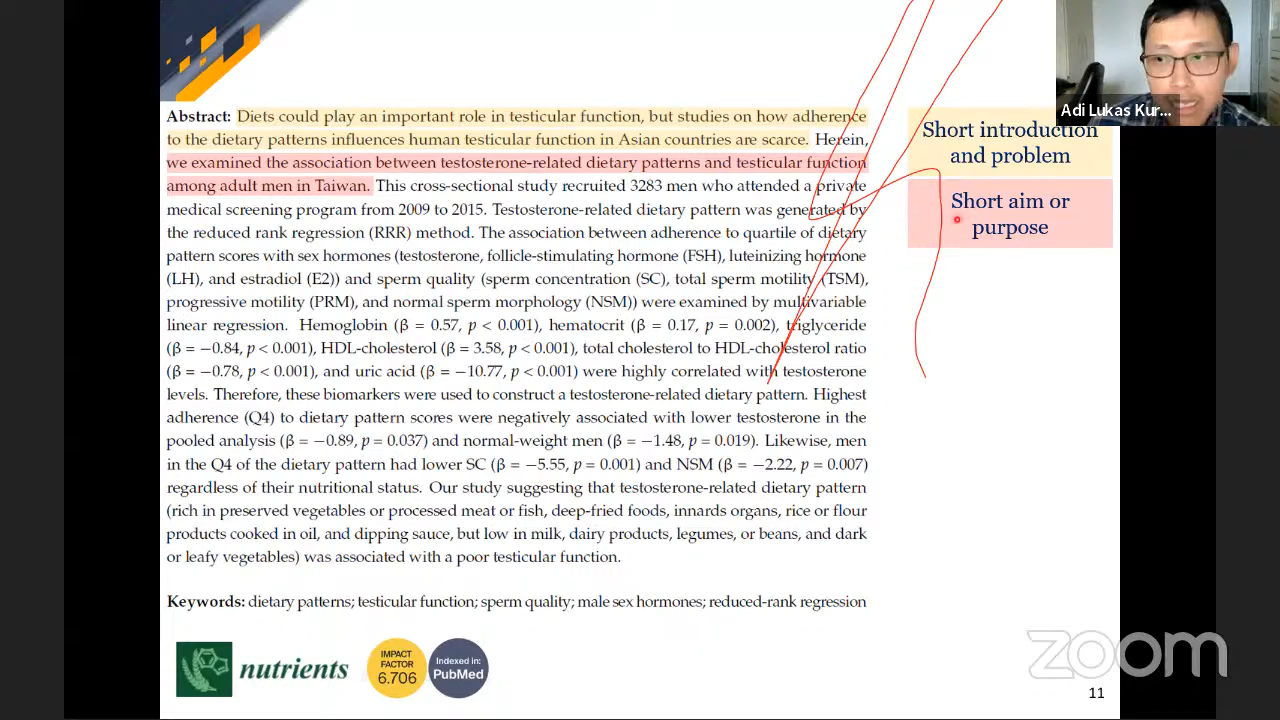 Adi Lukas Kur...
Abstract: Diets could play an important role in testicular function, but studies on how adherence
to the dietary patterns influences human testicular function in Asian countries are scarce. Herein,
we examined the association between testosterone-related dietary patterns and testicular function
among adult men in Taiwan. This cross-sectional study recruited 3283 men who attended a private
medical screening program from 2009 to 2015. Testosterone-related dietary pattern was generated by
the reduced rank regression (RRR) method. The association between adherence to quartile of dietary
pattern scores with sex hormones (testosterone, follicle-stimulating hormone (FSH), luteinizing hormone
(LH), and estradiol (E2)) and sperm quality (sperm concentration (SC), total sperm motility (TSM),
progressive motility (PRM), and normal sperm morphology (NSM)) were examined by multivariable
linear regression. Hemoglobin (β = 0.57, p < 0.001), hematocrit (β = 0.17, p = 0.002), triglyceride
(β = −0.84, p < 0.001), HDL-cholesterol (β = 3.58, p < 0.001), total cholesterol to HDL-cholesterol ratio
(β = −0.78, p < 0.001), and uric acid (β = −10.77, p < 0.001) were highly correlated with testosterone
levels. Therefore, these biomarkers were used to construct a testosterone-related dietary pattern. Highest
adherence (Q4) to dietary pattern scores were negatively associated with lower testosterone in the
pooled analysis (β = −0.89, p = 0.037) and normal-weight men (β = −1.48, p = 0.019). Likewise, men
in the Q4 of the dietary pattern had lower SC (β = −5.55, p = 0.001) and NSM (β = −2.22, p = 0.007)
regardless of their nutritional status. Our study suggesting that testosterone-related dietary pattern
(rich in preserved vegetables or processed meat or fish, deep-fried foods, innards organs, rice or flour
products cooked in oil, and dipping sauce, but low in milk, dairy products, legumes, or beans, and dark
or leafy vegetables) was associated with a poor testicular function.
Keywords: dietary patterns; testicular function; sperm quality; male sex hormones; reduced-rank regression
Short introduction
and problem
Short aim or
purpose
nutrients
IMPACT
FACTOR
6.706
Indexed in:
PubMed
zoom
11